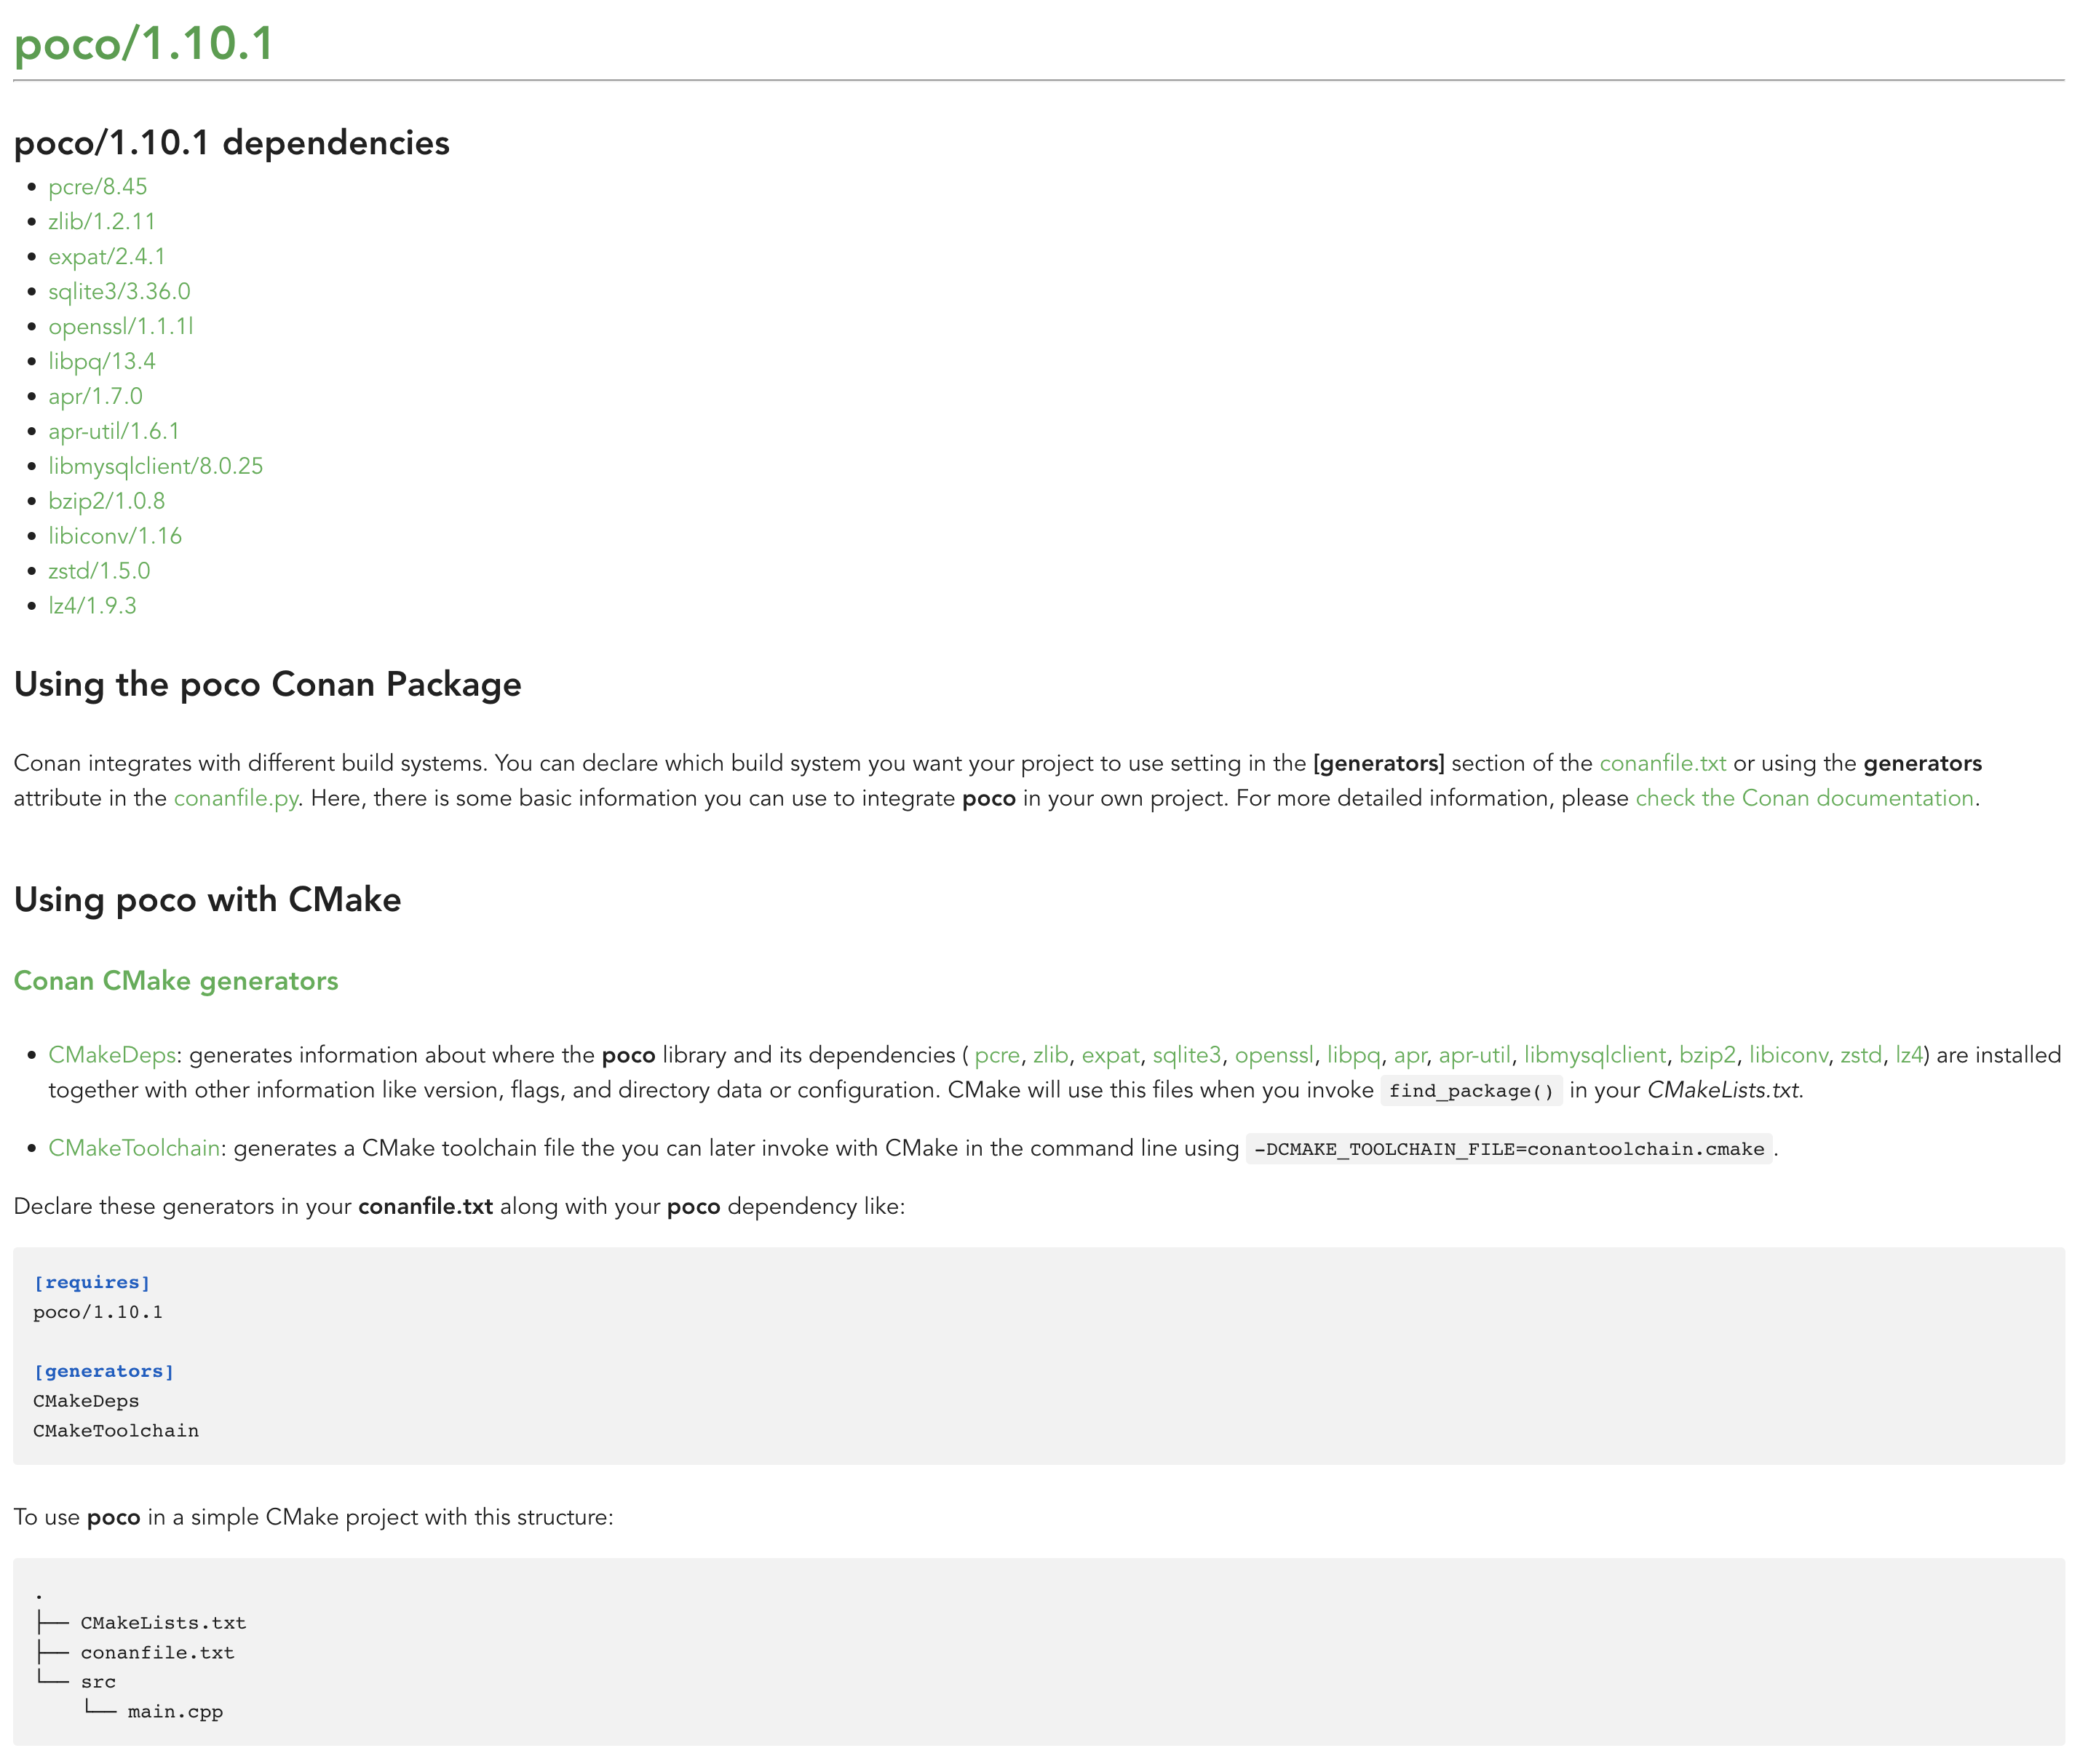 poco/1.10.1
poco/1.10.1 dependencies
• pcre/8.45
• zlib/1.2.11
• expat/2.4.1
• sqlite3/3.36.0
• openssl/1.1.1l
• libpq/13.4
• apr/1.7.0
• apr-util/1.6.1
• libmysqlclient/8.0.25
• bzip2/1.0.8
• libiconv/1.16
• zstd/1.5.0
• lz4/1.9.3
Using the poco Conan Package
Conan integrates with different build systems. You can declare which build system you want your project to use setting in the [generators] section of the conanfile.txt or using the generators
attribute in the conanfile.py. Here, there is some basic information you can use to integrate poco in your own project. For more detailed information, please check the Conan documentation.
Using poco with CMake
Conan CMake generators
• CMakeDeps: generates information about where the poco library and its dependencies ( pcre, zlib, expat, sqlite3, openssl, libpq, apr, apr-util, libmysqlclient, bzip2, libiconv, zstd, lz4) are installed
together with other information like version, flags, and directory data or configuration. CMake will use this files when you invoke find_package() in your CMakeLists.txt.
• CMakeToolchain: generates a CMake toolchain file the you can later invoke with CMake in the command line using -DCMAKE_TOOLCHAIN_FILE=conantoolchain.cmake.
Declare these generators in your conanfile.txt along with your poco dependency like:
[requires]
poco/1.10.1
[generators]
CMakeDeps
CMakeToolchain
To use poco in a simple CMake project with this structure:
.
├── CMakeLists.txt
├── conanfile.txt
└── src
    └── main.cpp